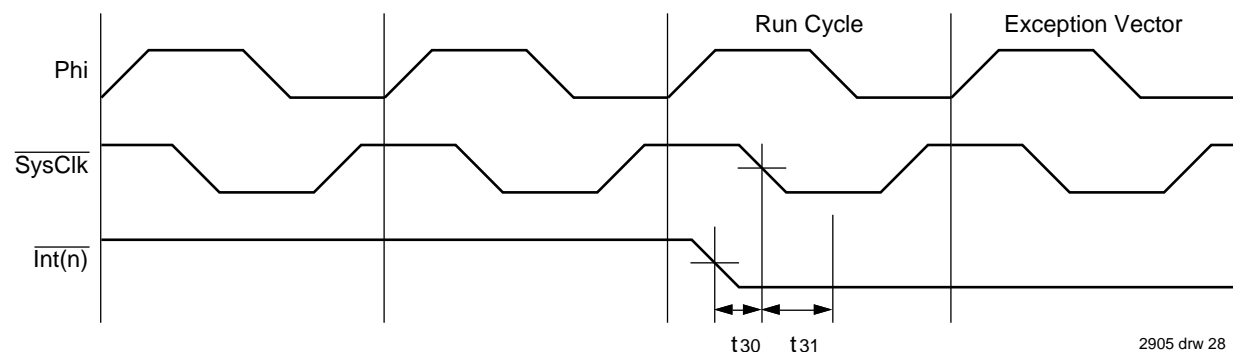 Run Cycle
Exception Vector
Phi
SysClk
Int(n)
t30
t31
2905 drw 28